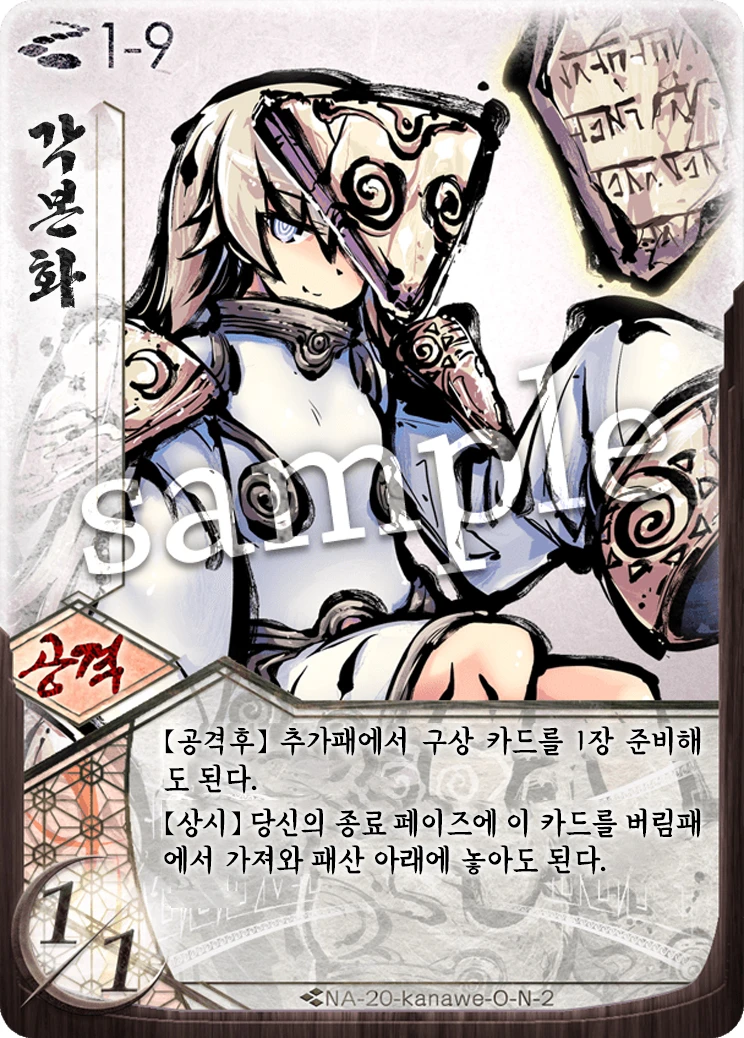 1-9
각본화
sample
공격
【공격후】 추가패에서 구상 카드를 1장 준비해
도 된다.
【상시】 당신의 종료 페이즈에 이 카드를 버림패
에서 가져와 패산 아래에 놓아도 된다.
1/1
NA-20-kanawe-O-N-2